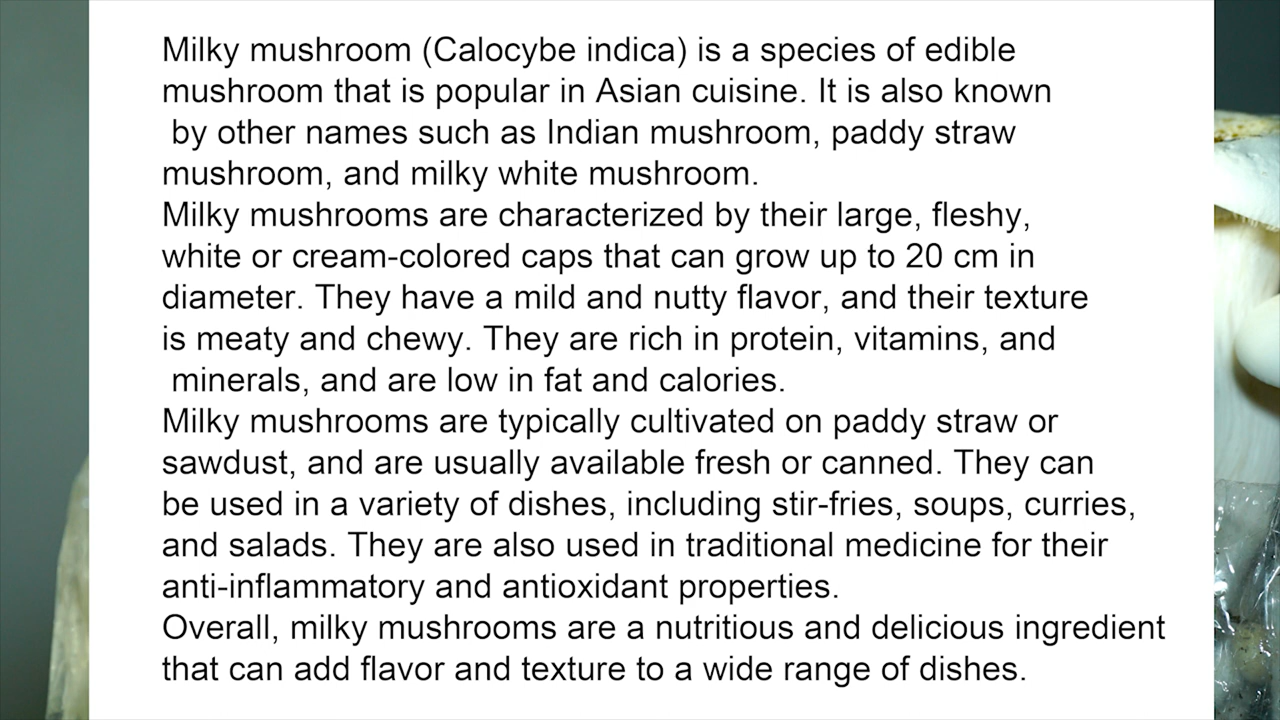 Milky mushroom (Calocybe indica) is a species of edible
mushroom that is popular in Asian cuisine. It is also known
by other names such as Indian mushroom, paddy straw
mushroom, and milky white mushroom.
Milky mushrooms are characterized by their large, fleshy,
white or cream-colored caps that can grow up to 20 cm in
diameter. They have a mild and nutty flavor, and their texture
is meaty and chewy. They are rich in protein, vitamins, and
minerals, and are low in fat and calories.
Milky mushrooms are typically cultivated on paddy straw or
sawdust, and are usually available fresh or canned. They can
be used in a variety of dishes, including stir-fries, soups, curries,
and salads. They are also used in traditional medicine for their
anti-inflammatory and antioxidant properties.
Overall, milky mushrooms are a nutritious and delicious ingredient
that can add flavor and texture to a wide range of dishes.